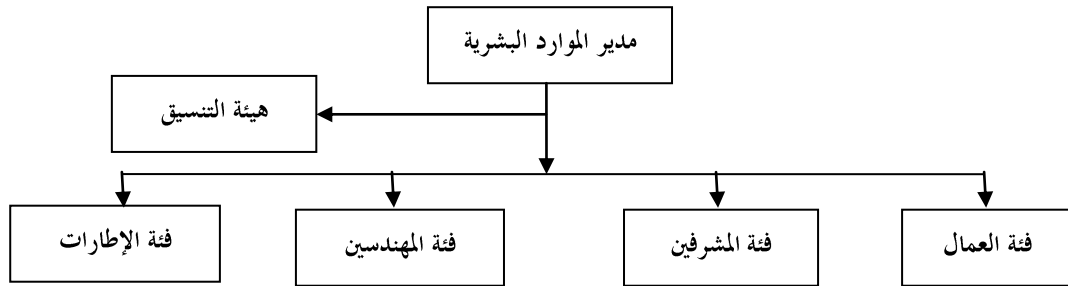 مدير الموارد البشرية
هيئة التنسيق
فئة العمال
فئة المشرفين
فئة المهندسين
فئة الإطارات